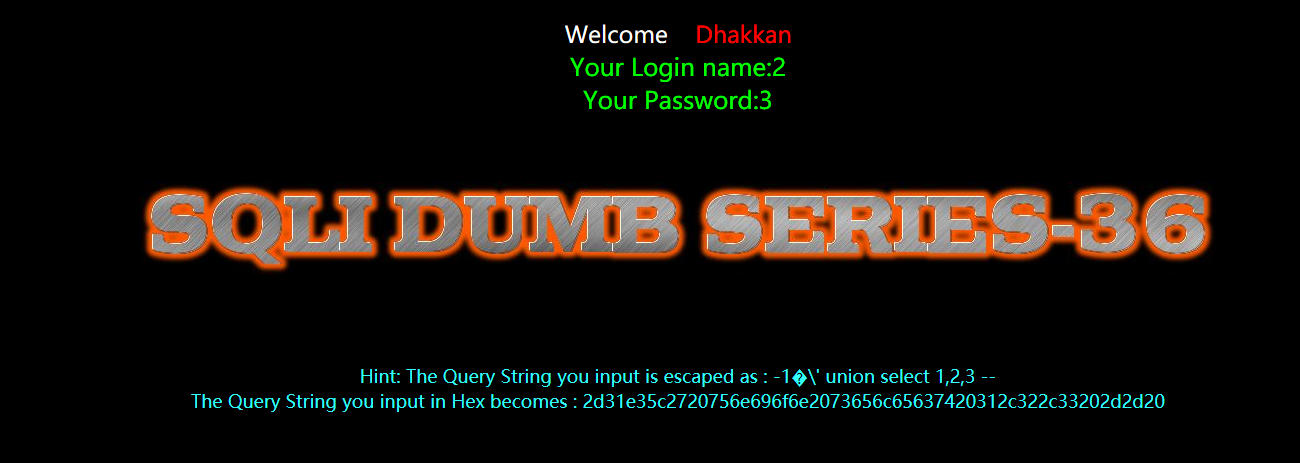 Welcome Dhakkan
Your Login name:2
Your Password:3
SQLI DUMB SERIES-36
Hint: The Query String you input is escaped as : -1�\' union select 1,2,3 --
The Query String you input in Hex becomes : 2d31e35c2720756e696f6e2073656c65637420312c322c33202d2d20